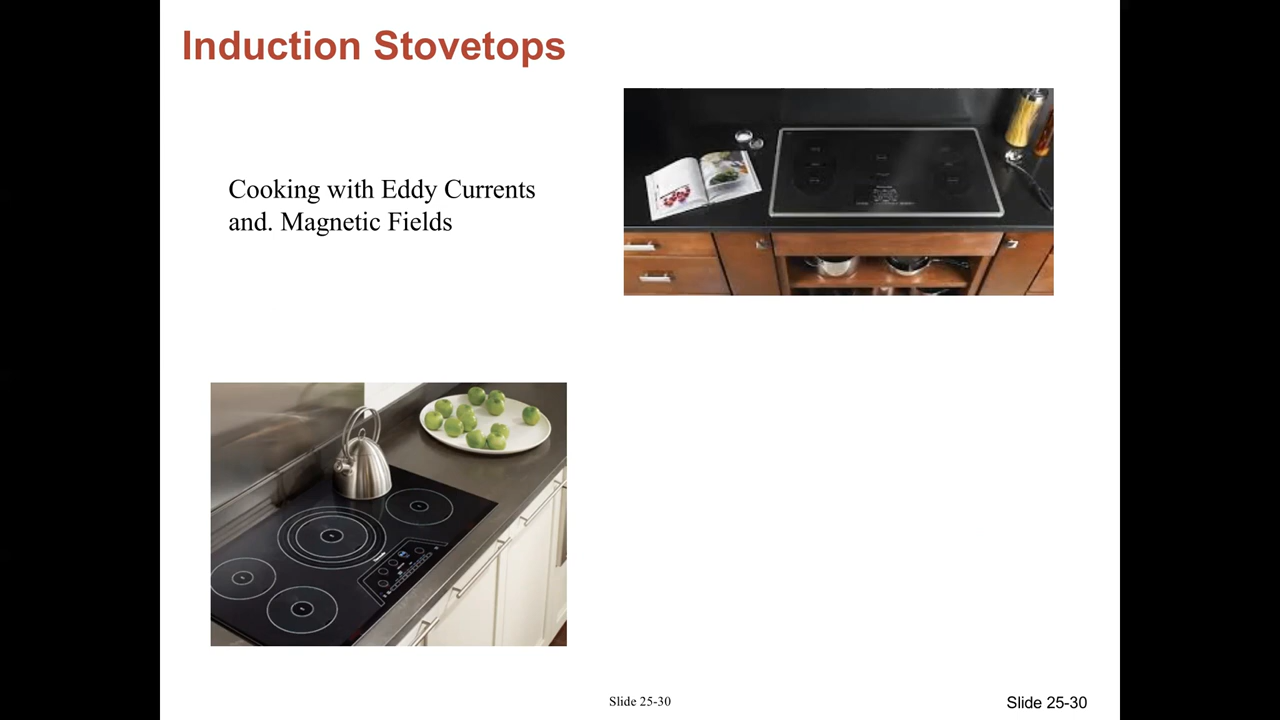 Induction Stovetops
Cooking with Eddy Currents
and. Magnetic Fields
Slide 25-30
Slide 25-30